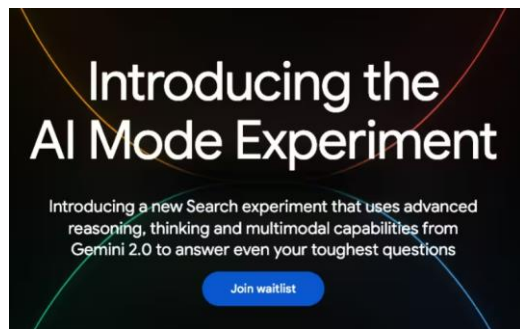 Introducing the
AI Mode Experiment
Introducing a new Search experiment that uses advanced
reasoning, thinking and multimodal capabilities from
Gemini 2.0 to answer even your toughest questions
Join waitlist